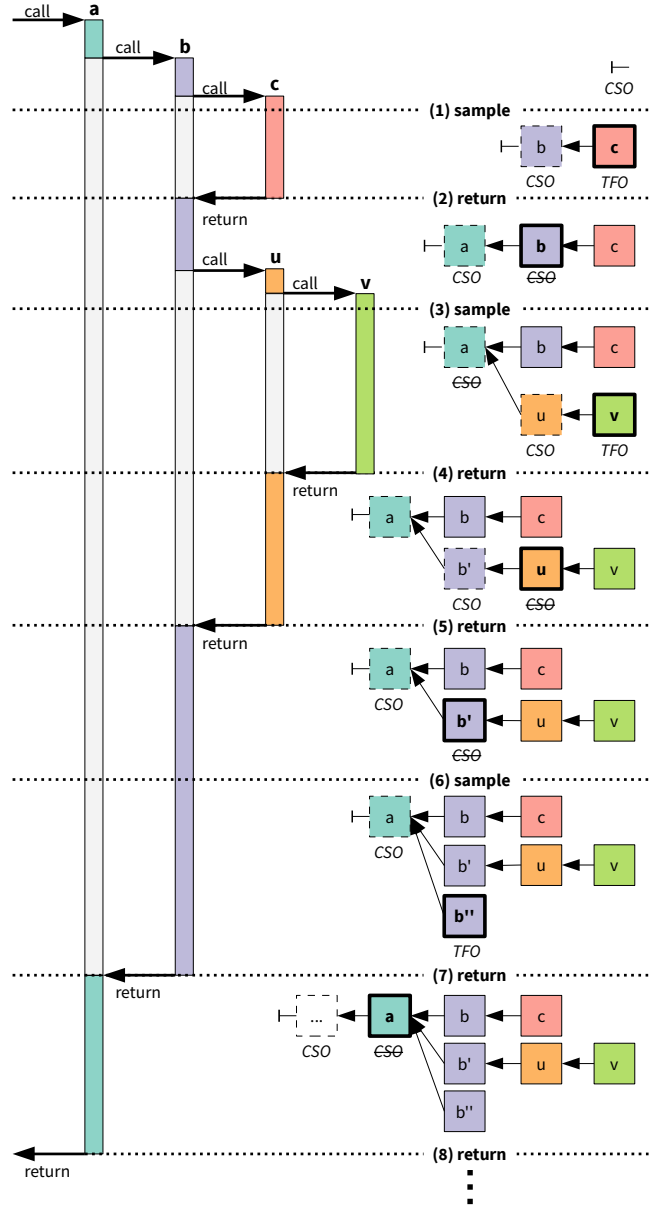 call
a
call
b
call
c
CSO
(1) sample
b
c
CSO
TFO
return
(2) return
a
b
c
CSO
CSO
call
u
call
v
(3) sample
a
b
c
CSO
u
v
CSO
TFO
return
(4) return
a
b
c
b'
u
v
CSO
CSO
return
(5) return
a
b
c
CSO
b'
u
v
CSO
(6) sample
a
b
c
CSO
b'
u
v
b''
TFO
return
(7) return
...
a
b
c
CSO
CSO
b'
u
v
b''
return
(8) return